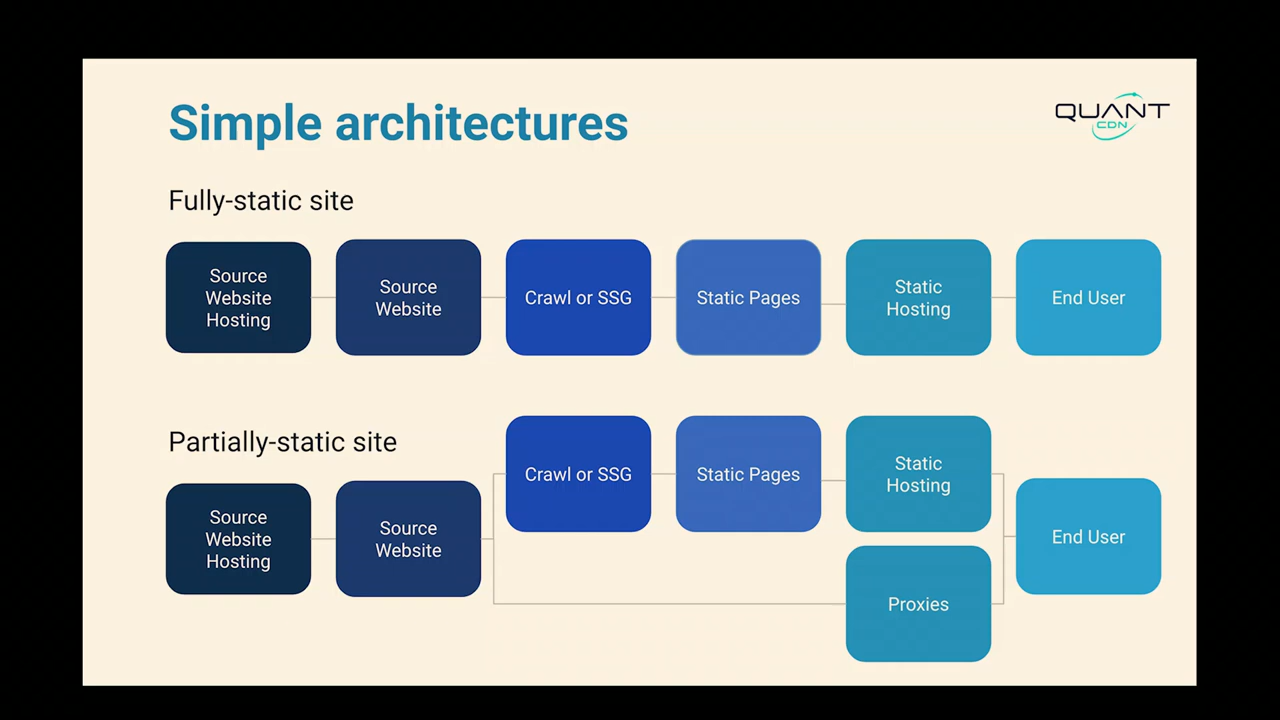 Simple architectures
QUANT
CDN
Fully-static site
Source
Website
Hosting
Source
Website
Crawl or SSG
Static Pages
Static
Hosting
End User
Partially-static site
Source
Website
Hosting
Source
Website
Crawl or SSG
Static Pages
Static
Hosting
Proxies
End User